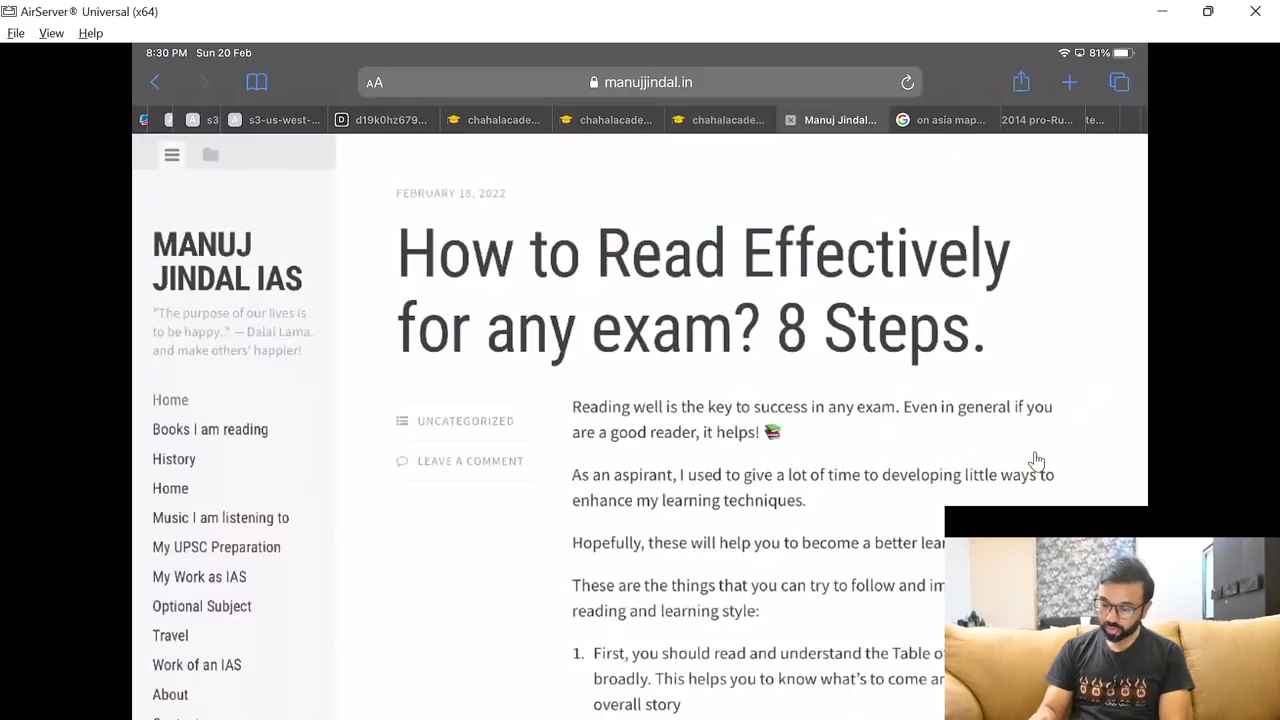 AirServer® Universal (x64)
File View Help
8:30 PM Sun 20 Feb
81%
AA manujjindal.in
s3 s3-us-west-... d19k0hz679... chahalacade... chahalacade... chahalacade... Manuj Jindal... on asia map... 2014 pro-Ru... te...
FEBRUARY 18, 2022
How to Read Effectively
for any exam? 8 Steps.
MANUJ
JINDAL IAS
"The purpose of our lives is
to be happy.." — Dalai Lama.
and make others' happier!
Home
Books I am reading
History
Home
Music I am listening to
My UPSC Preparation
My Work as IAS
Optional Subject
Travel
Work of an IAS
About
UNCATEGORIZED
LEAVE A COMMENT
Reading well is the key to success in any exam. Even in general if you
are a good reader, it helps! 📚
As an aspirant, I used to give a lot of time to developing little ways to
enhance my learning techniques.
Hopefully, these will help you to become a better
These are the things that you can try to follow and
reading and learning style:
1. First, you should read and understand the Table
broadly. This helps you to know what's to come
overall story